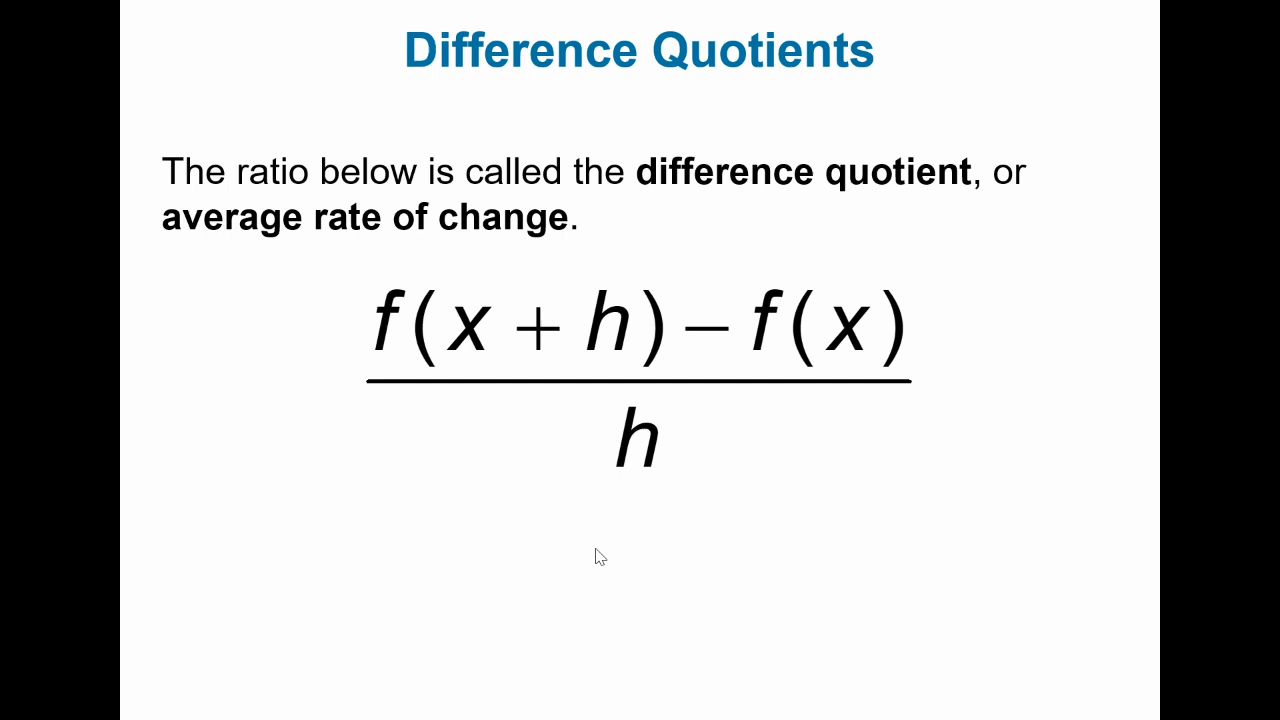 Difference Quotients
The ratio below is called the difference quotient, or
average rate of change.
f(x + h) – f(x)
h